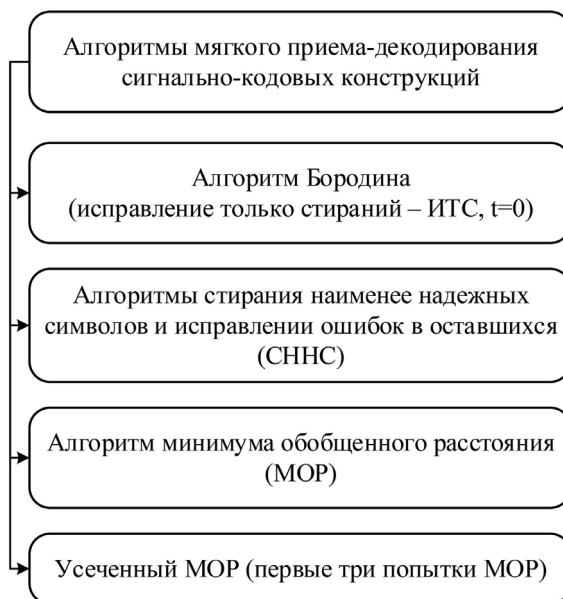 Алгоритмы мягкого приема-декодирования
сигнально-кодовых конструкций
Алгоритм Бородина
(исправление только стираний – ИТС, t=0)
Алгоритмы стирания наименее надежных
символов и исправлении ошибок в оставшихся
(СННС)
Алгоритм минимума обобщенного расстояния
(МОР)
Усеченный МОР (первые три попытки МОР)